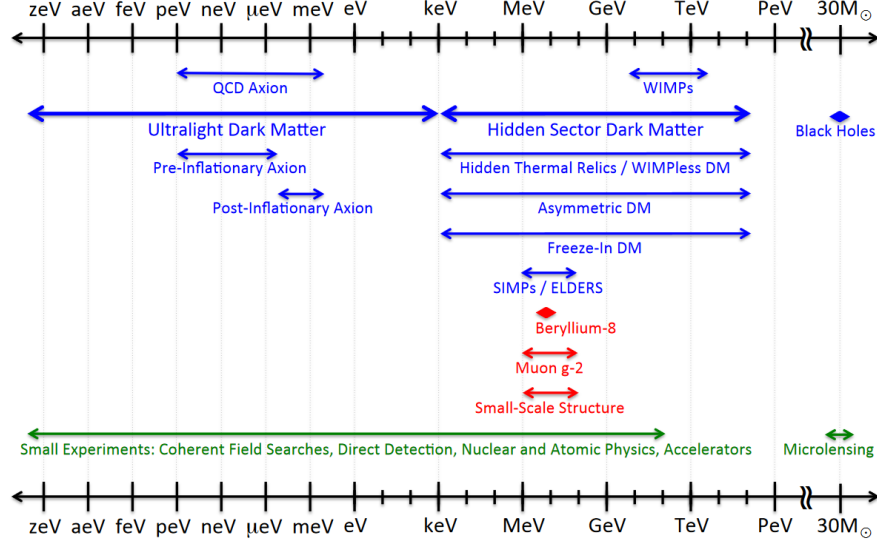 zeV aeV feV peV neV μeV meV eV keV MeV GeV TeV PeV 30M☉
QCD Axion WIMPs
Ultralight Dark Matter Hidden Sector Dark Matter Black Holes
Pre-Inflationary Axion Hidden Thermal Relics / WIMPless DM
Post-Inflationary Axion Asymmetric DM
Freeze-In DM
SIMPs / ELDERS
Beryllium-8
Muon g-2
Small-Scale Structure
Small Experiments: Coherent Field Searches, Direct Detection, Nuclear and Atomic Physics, Accelerators Microlensing
zeV aeV feV peV neV μeV meV eV keV MeV GeV TeV PeV 30M☉